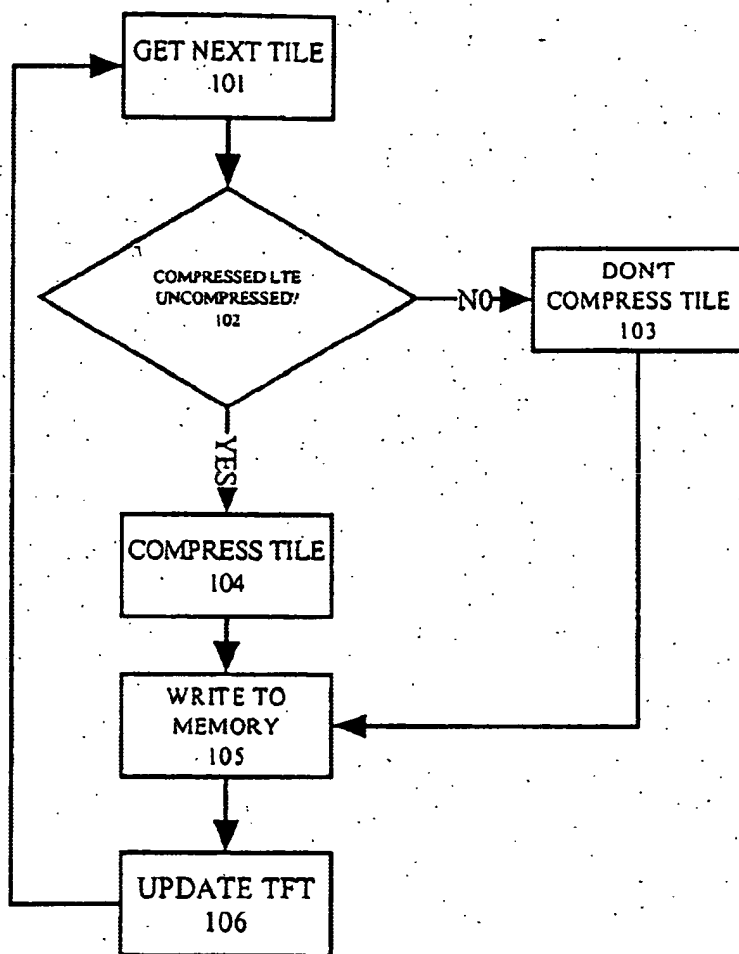 GET NEXT TILE
101
COMPRESSED LTE
UNCOMPRESSED?
102
NO
DON'T
COMPRESS TILE
103
YES
COMPRESS TILE
104
WRITE TO
MEMORY
105
UPDATE TFT
106